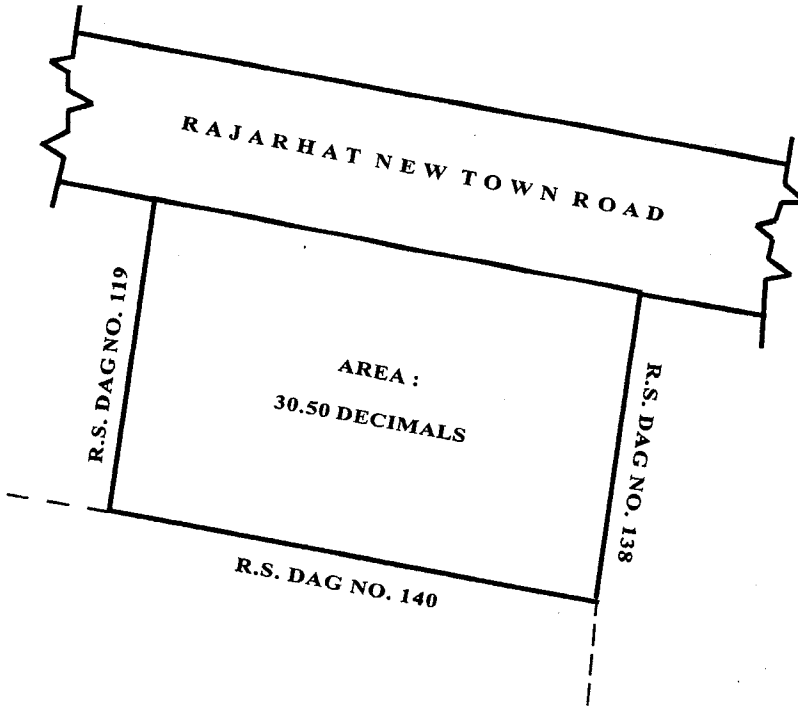 RAJARHAT NEW TOWN ROAD
R.S. DAG NO. 119
AREA :
30.50 DECIMALS
R.S. DAG NO. 138
R.S. DAG NO. 140